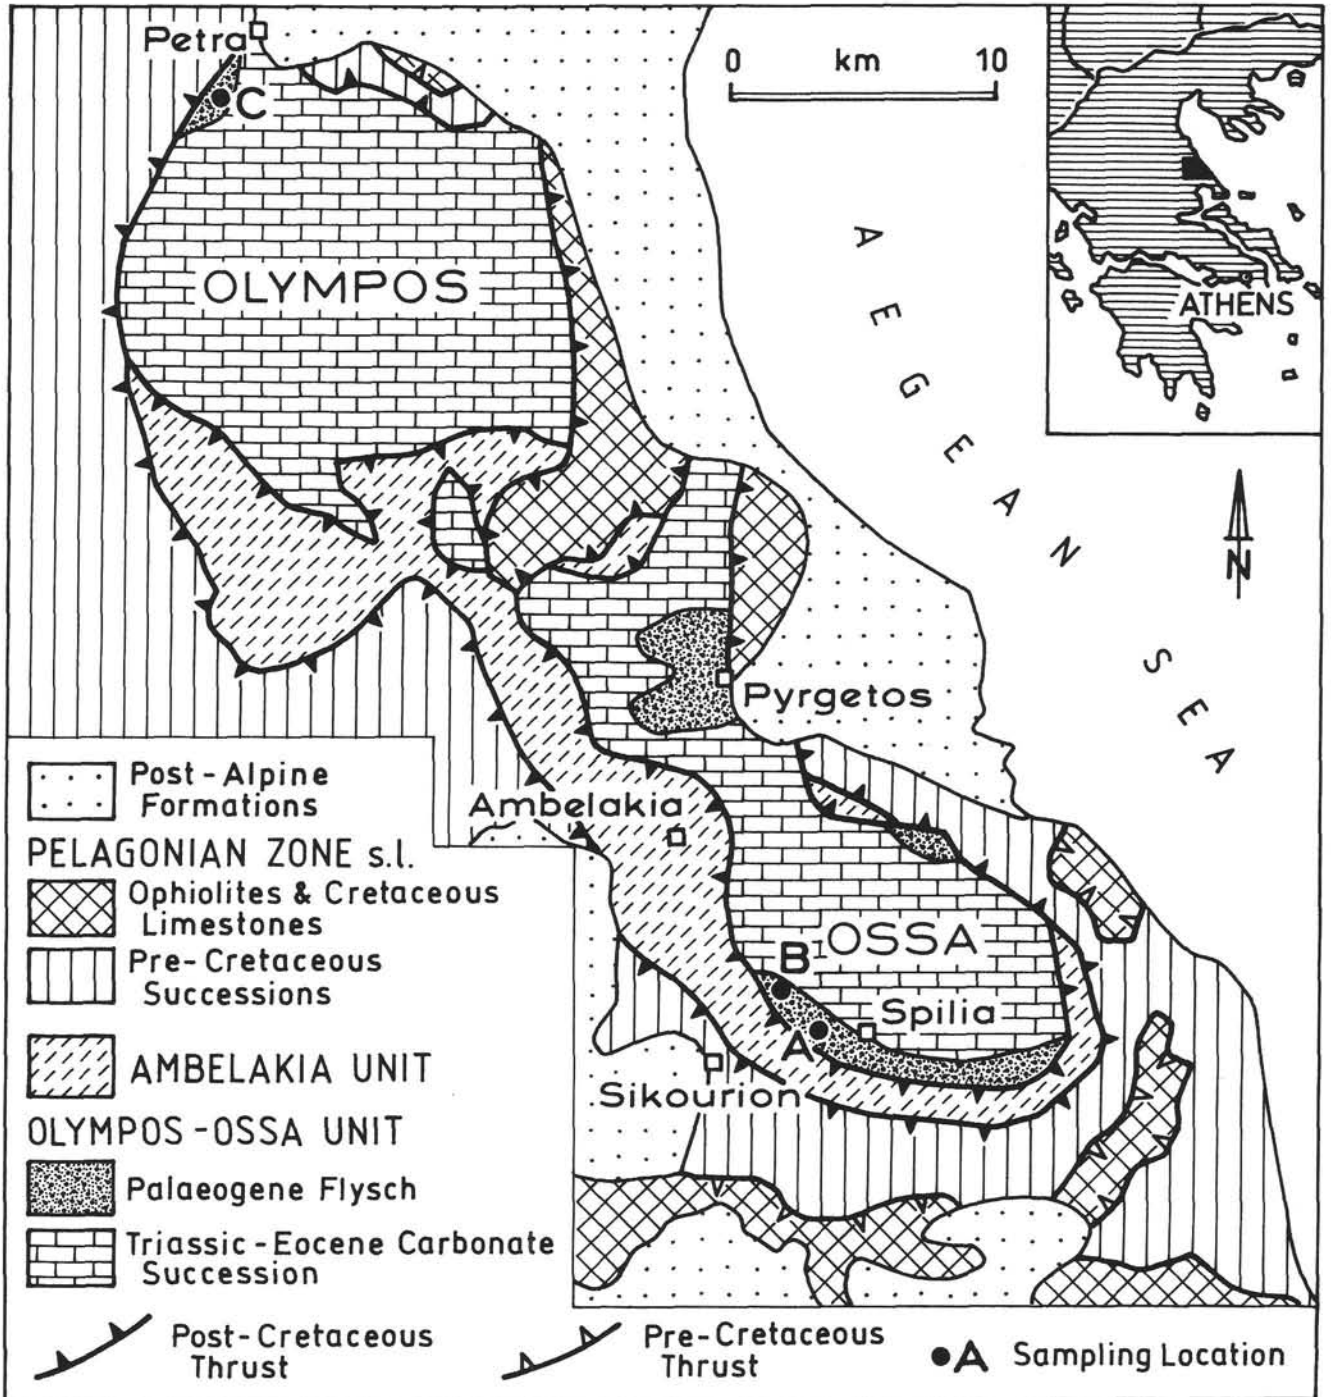 Petra
C
0 km 10
OLYMPOS
AEGEAN SEA
ATHENS
N
Pyrgetos
Ambelakia
OSSA
B
Spilia
A
Sikourion
Post-Alpine
Formations
PELAGONIAN ZONE s.l.
Ophiolites & Cretaceous
Limestones
Pre-Cretaceous
Successions
AMBELAKIA UNIT
OLYMPOS-OSSA UNIT
Palaeogene Flysch
Triassic-Eocene Carbonate
Succession
Post-Cretaceous
Thrust
Pre-Cretaceous
Thrust
A Sampling Location